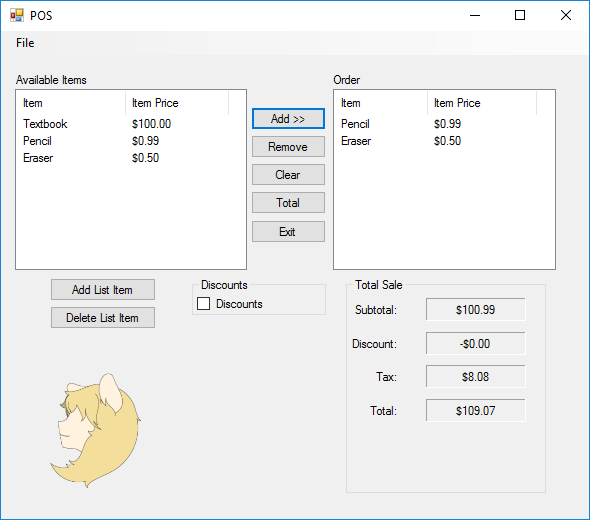 POS
File
Available Items
Item Item Price
Textbook $100.00
Pencil $0.99
Eraser $0.50
Add >>
Remove
Clear
Total
Exit
Order
Item Item Price
Pencil $0.99
Eraser $0.50
Add List Item
Delete List Item
Discounts
Discounts
Total Sale
Subtotal: $100.99
Discount: -$0.00
Tax: $8.08
Total: $109.07